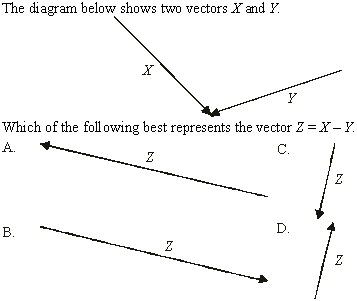 The diagram below shows two vectors X and Y.
X
Y
Which of the following best represents the vector Z = X – Y.
A.
Z
C.
Z
B.
Z
D.
Z